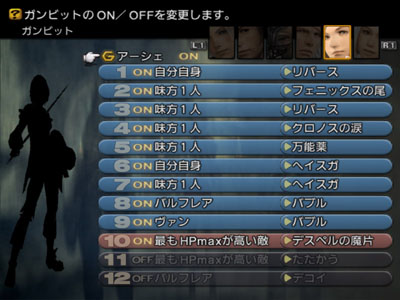 ガンビットのON／OFFを変更します。
ガンビット
L1 R1
G アーシェ ON
1 ON 自分自身 リバース
2 ON 味方1人 フェニックスの尾
3 ON 味方1人 リバース
4 ON 味方1人 クロノスの涙
5 ON 味方1人 万能薬
6 ON 自分自身 ヘイスガ
7 ON 味方1人 ヘイスガ
8 ON バルフレア バブル
9 ON ヴァン バブル
10 ON 最もHPmaxが高い敵 デスペルの魔片
11 OFF 最もHPmaxが高い敵 たたかう
12 OFF バルフレア デコイ